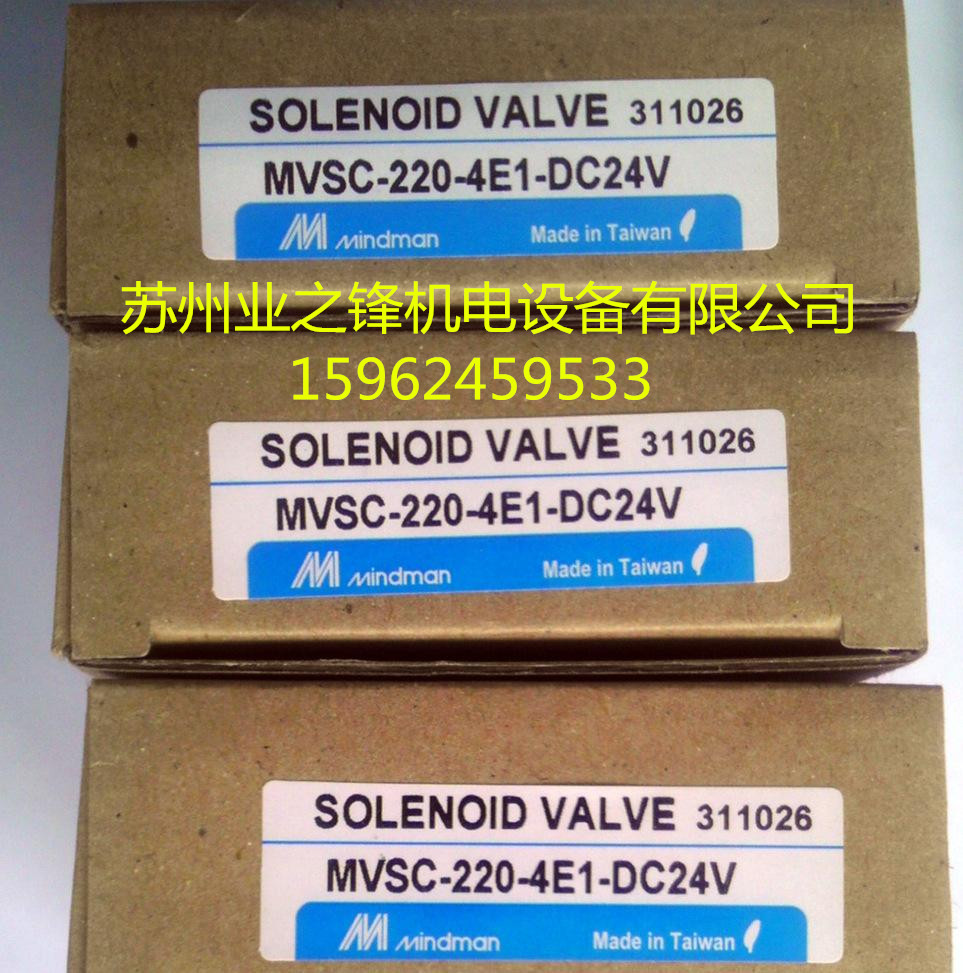 SOLENOID VALVE 311026
MVSC-220-4E1-DC24V
mindman Made in Taiwan
苏州业之锋机电设备有限公司
15962459533
SOLENOID VALVE 311026
MVSC-220-4E1-DC24V
mindman Made in Taiwan
SOLENOID VALVE 311026
MVSC-220-4E1-DC24V
mindman Made in Taiwan